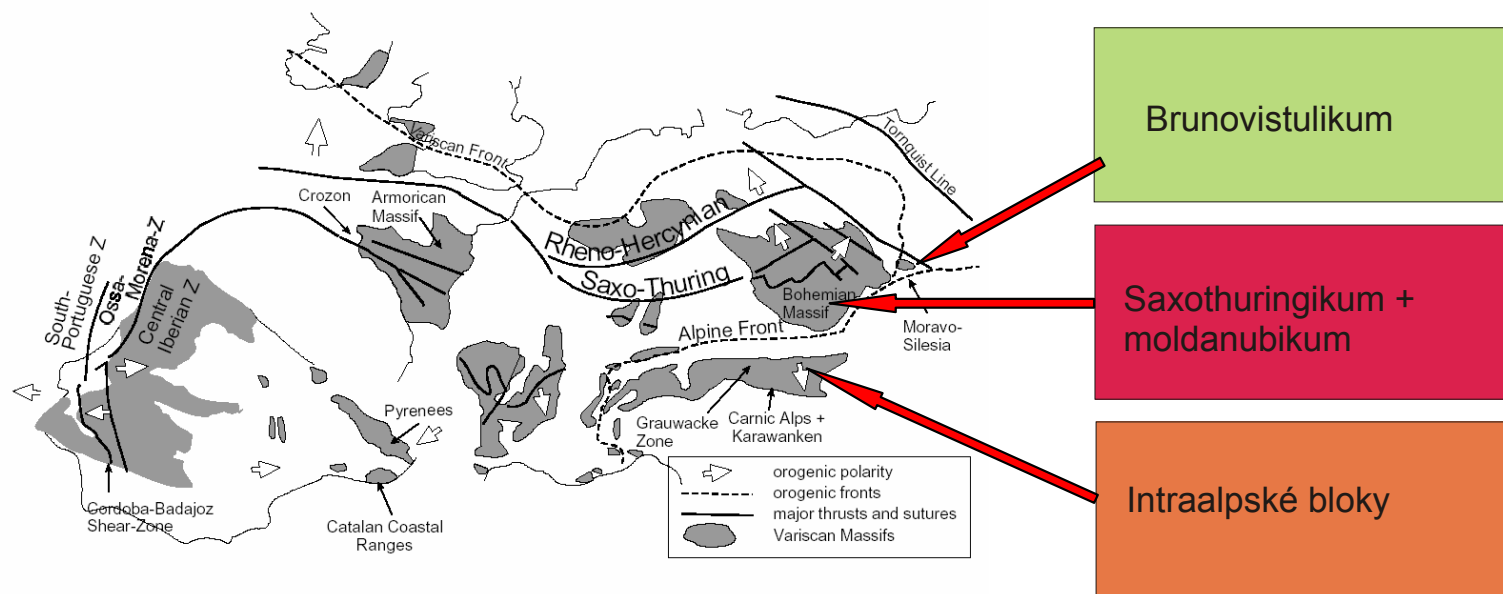 Variscan Front
Tornquist Line
Crozon
Armorican
Massif
Rheno-Hercynian
Saxo-Thuring
South-
Portuguese Z
Ossa-
Morena-Z
Central
Iberian Z
Bohemian
Massif
Moravo-
Silesia
Alpine Front
Pyrenees
Grauwacke
Zone
Carnic Alps +
Karawanken
Cordoba-Badajoz
Shear-Zone
Catalan Coastal
Ranges
orogenic polarity
orogenic fronts
major thrusts and sutures
Variscan Massifs
Brunovistulikum
Saxothuringikum +
moldanubikum
Intraalpské bloky